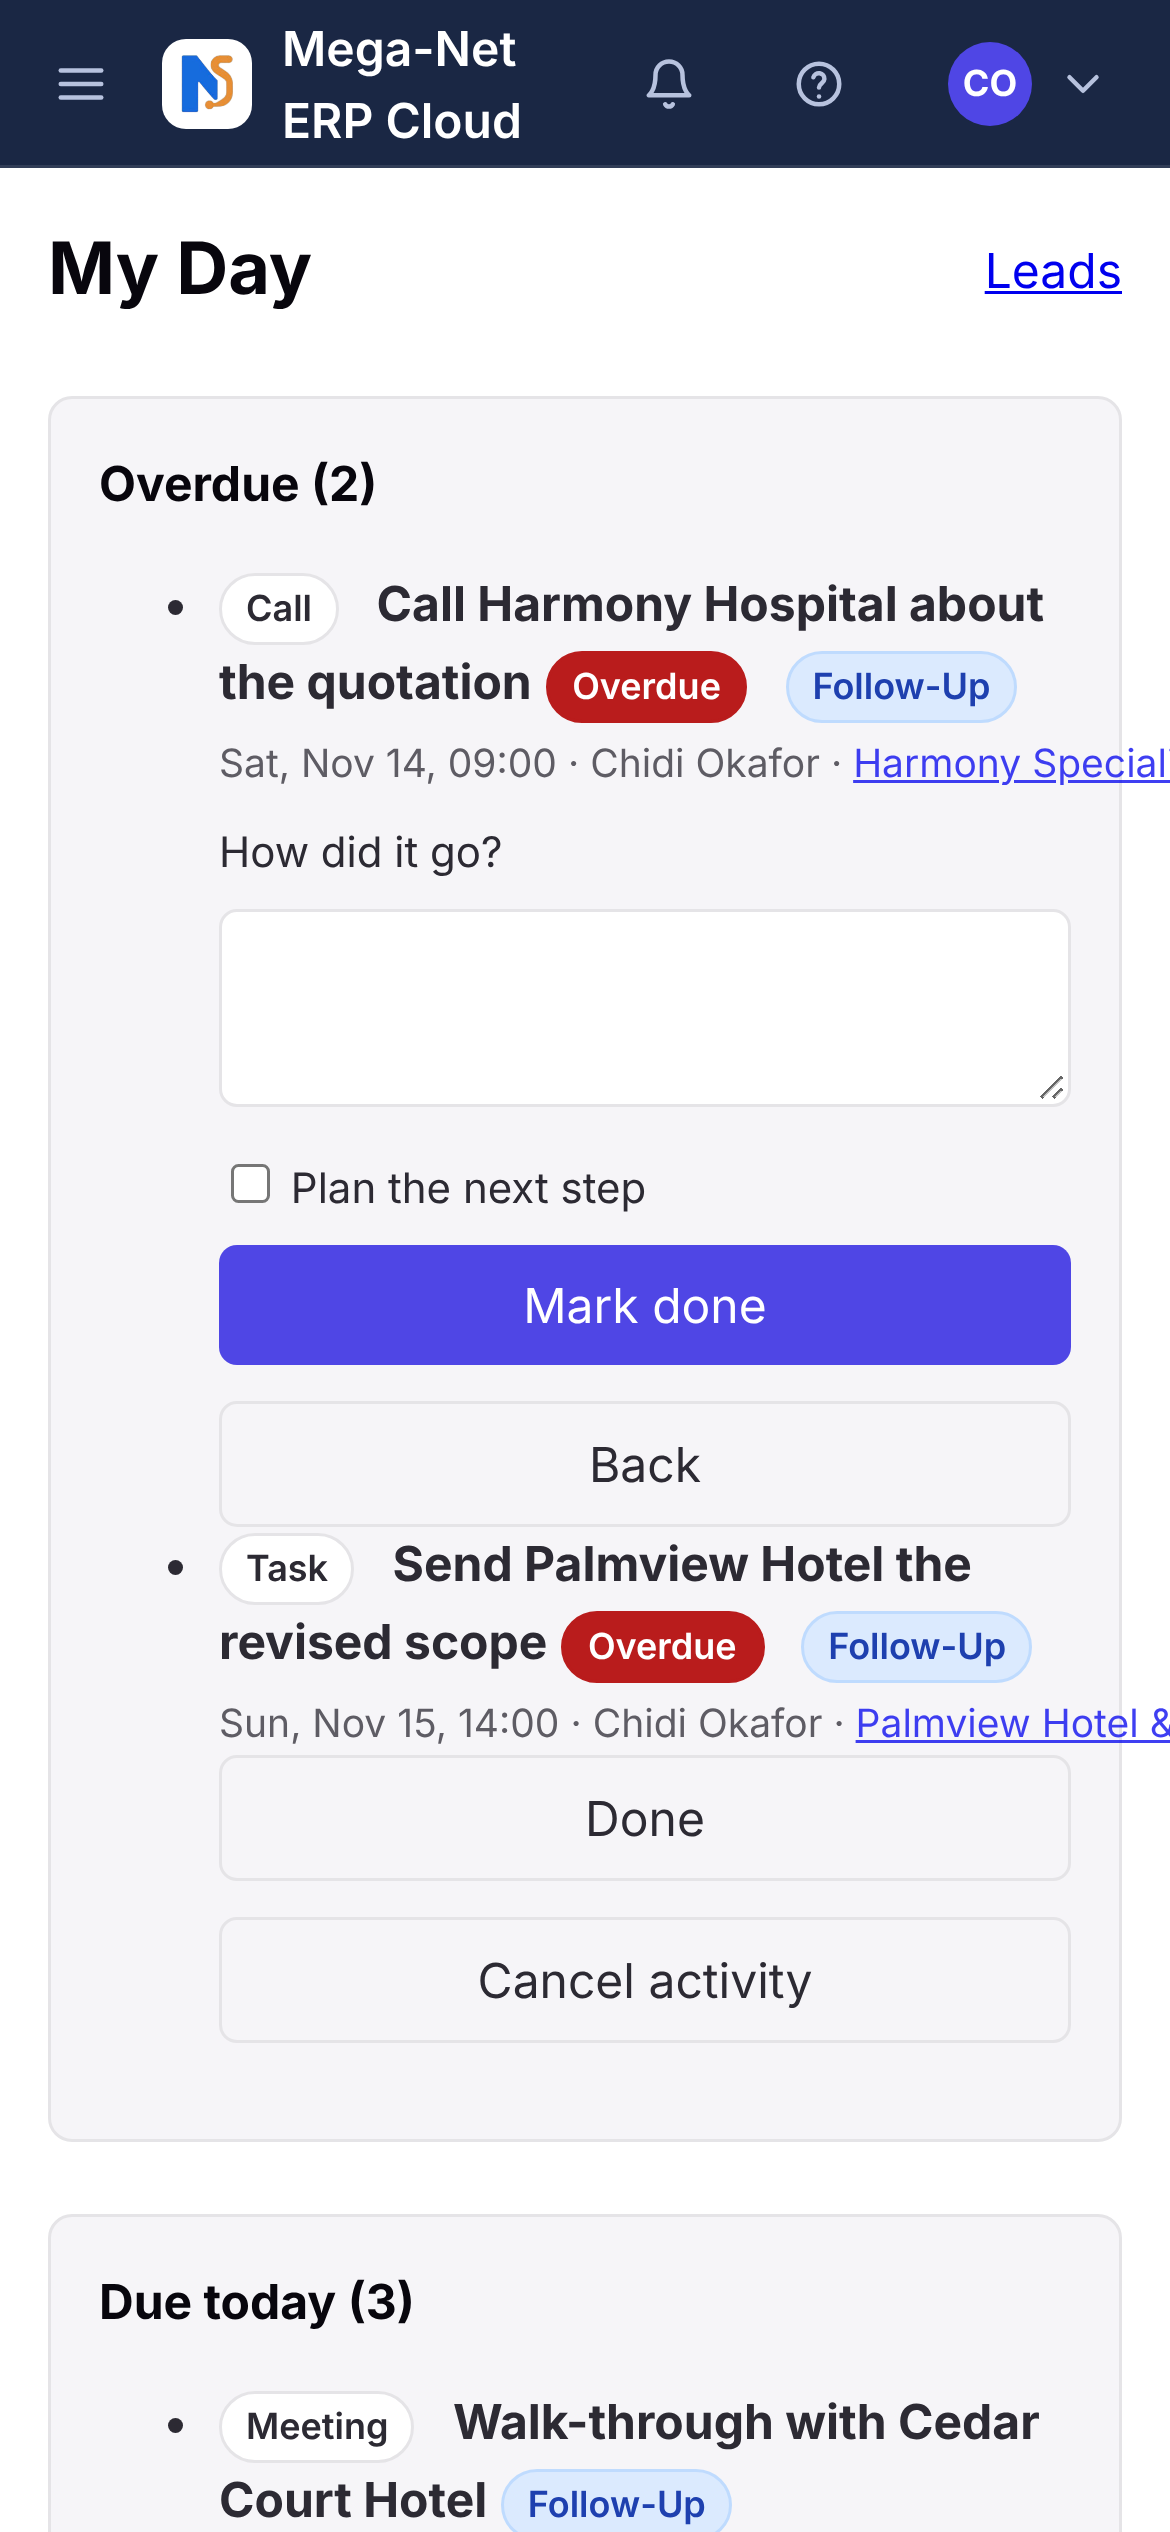 Mega-Net
ERP Cloud
CO
My Day
Leads
Overdue (2)
Call Call Harmony Hospital about
the quotation Overdue Follow-Up
Sat, Nov 14, 09:00 · Chidi Okafor · Harmony Special
How did it go?
Plan the next step
Mark done
Back
Task Send Palmview Hotel the
revised scope Overdue Follow-Up
Sun, Nov 15, 14:00 · Chidi Okafor · Palmview Hotel &
Done
Cancel activity
Due today (3)
Meeting Walk-through with Cedar
Court Hotel Follow-Up